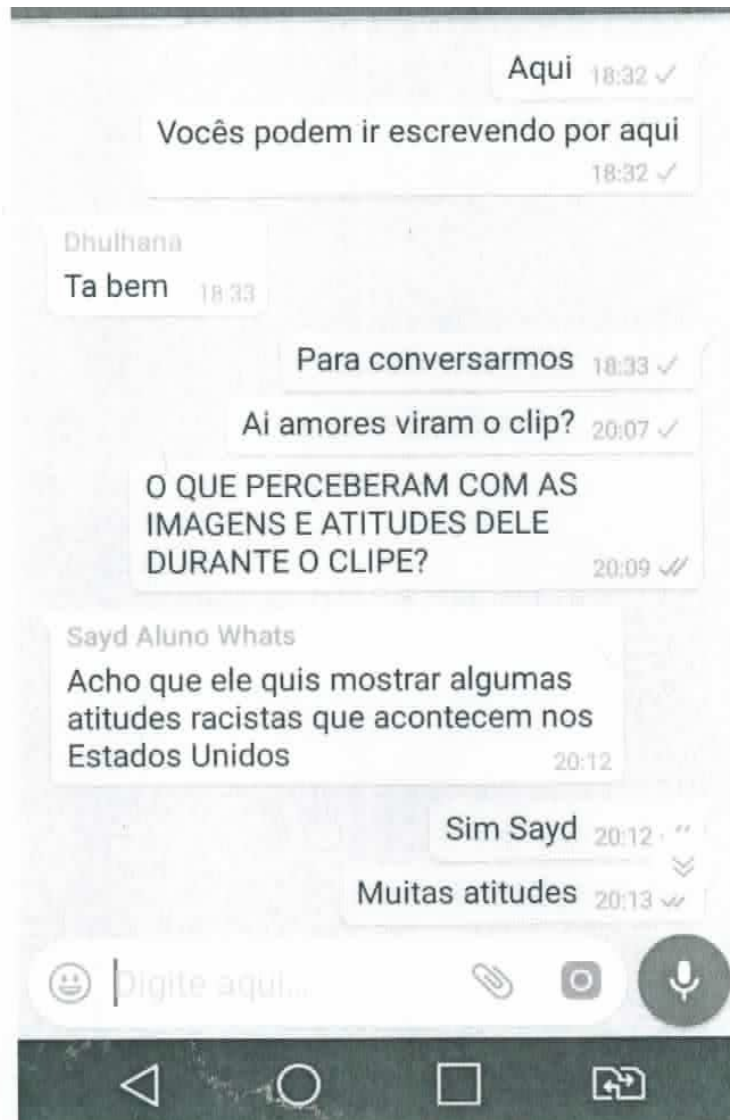 Aqui 18:32
Vocês podem ir escrevendo por aqui
18:32
Dhulhana
Ta bem 18:33
Para conversarmos 18:33
Ai amores viram o clip? 20:07
O QUE PERCEBERAM COM AS
IMAGENS E ATITUDES DELE
DURANTE O CLIPE? 20:09
Sayd Aluno Whats
Acho que ele quis mostrar algumas
atitudes racistas que acontecem nos
Estados Unidos 20:12
Sim Sayd 20:12
Muitas atitudes 20:13
Digite aqui...